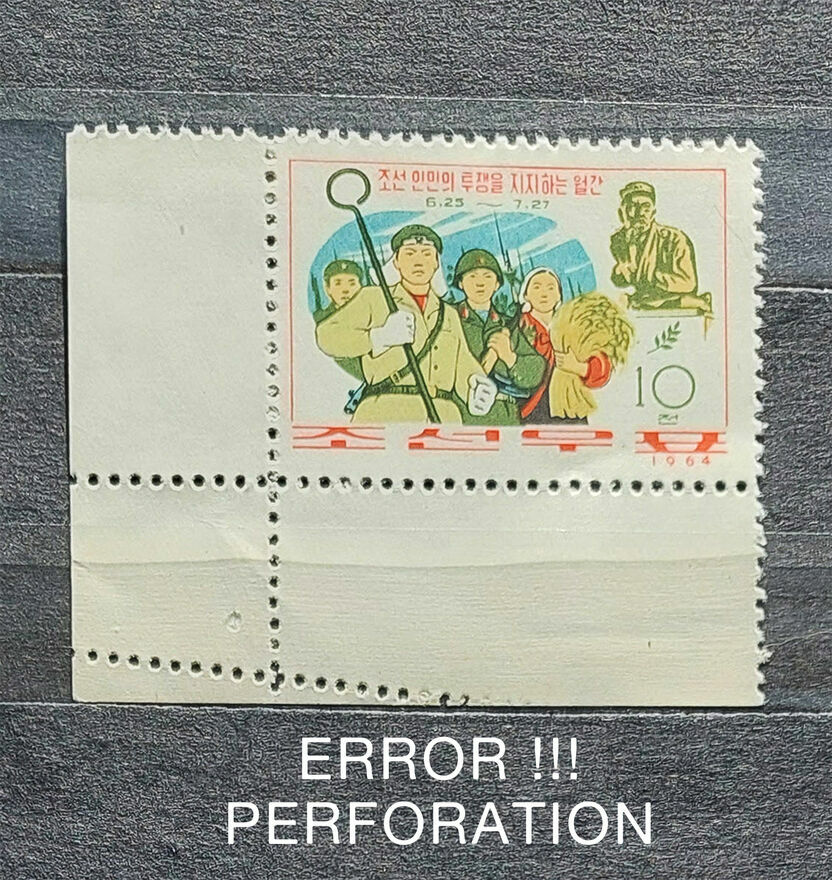 조선 인민의 투쟁을 지지하는 월간
6.25 ~ 7.27
10
전
조선우표
1964
ERROR !!!
PERFORATION